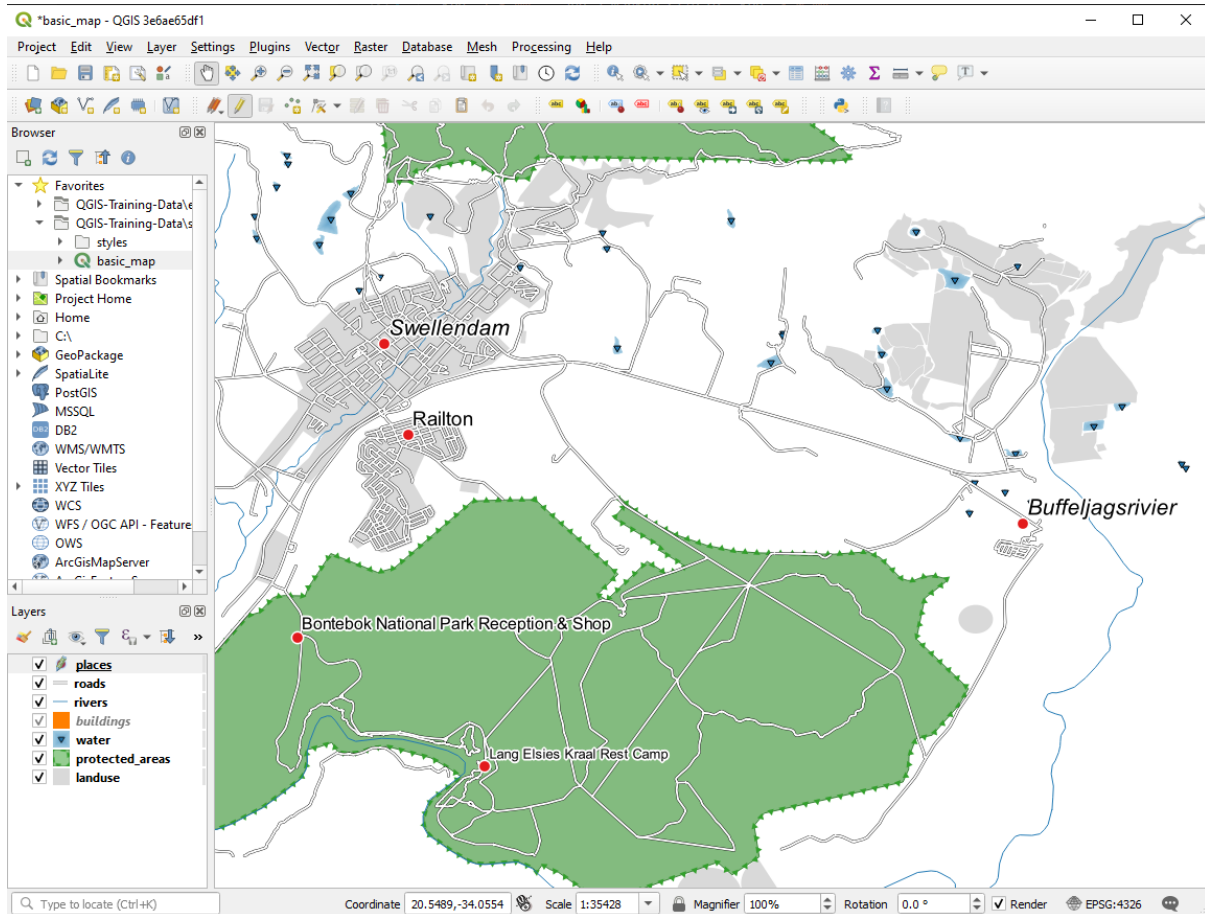 *basic_map - QGIS 3e6ae65df1
Project Edit View Layer Settings Plugins Vector Raster Database Mesh Processing Help
Browser
Favorites
QGIS-Training-Data\e
QGIS-Training-Data\s
styles
basic_map
Spatial Bookmarks
Project Home
Home
C:\
GeoPackage
SpatiaLite
PostGIS
MSSQL
DB2
WMS/WMTS
Vector Tiles
XYZ Tiles
WCS
WFS / OGC API - Feature
OWS
ArcGisMapServer
Layers
places
roads
rivers
buildings
water
protected_areas
landuse
Swellendam
Railton
Buffeljagsrivier
Bontebok National Park Reception & Shop
Lang Elsies Kraal Rest Camp
Type to locate (Ctrl+K) Coordinate 20.5489,-34.0554 Scale 1:35428 Magnifier 100% Rotation 0.0 ° Render EPSG:4326